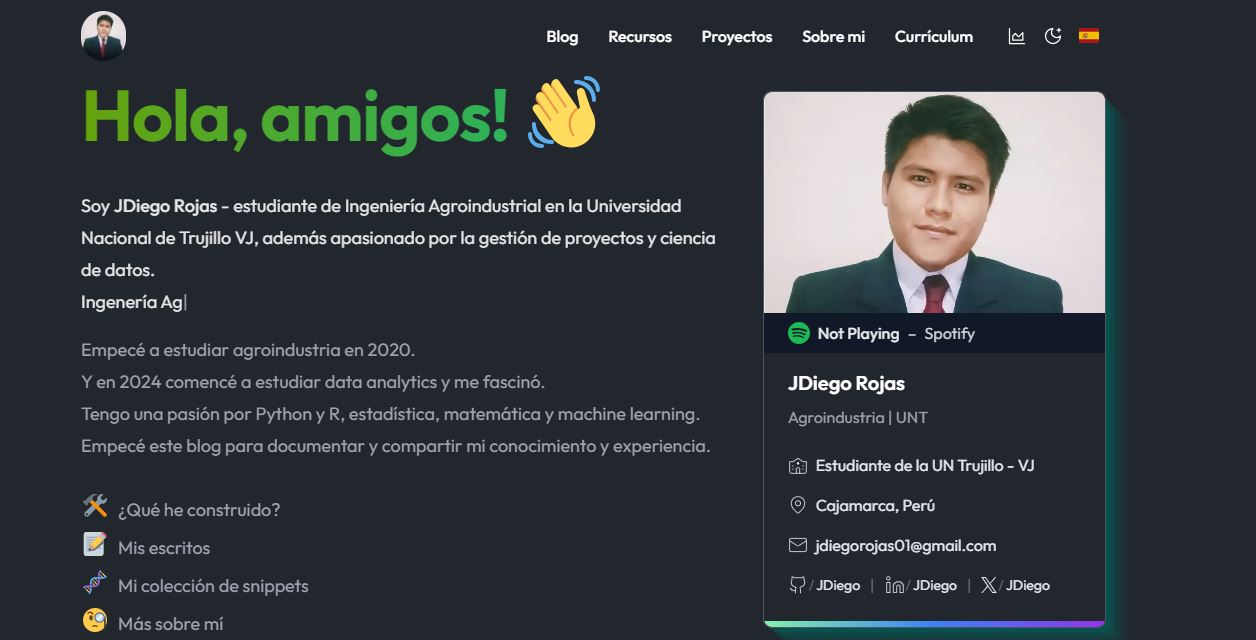 Blog Recursos Proyectos Sobre mi Currículum
Hola, amigos!
Soy JDiego Rojas - estudiante de Ingeniería Agroindustrial en la Universidad
Nacional de Trujillo VJ, además apasionado por la gestión de proyectos y ciencia
de datos.
Ingenería Ag|
Empecé a estudiar agroindustria en 2020.
Y en 2024 comencé a estudiar data analytics y me fascinó.
Tengo una pasión por Python y R, estadística, matemática y machine learning.
Empecé este blog para documentar y compartir mi conocimiento y experiencia.
¿Qué he construido?
Mis escritos
Mi colección de snippets
Más sobre mí
Not Playing – Spotify
JDiego Rojas
Agroindustria | UNT
Estudiante de la UN Trujillo - VJ
Cajamarca, Perú
jdiegorojas01@gmail.com
/ JDiego | / JDiego | / JDiego